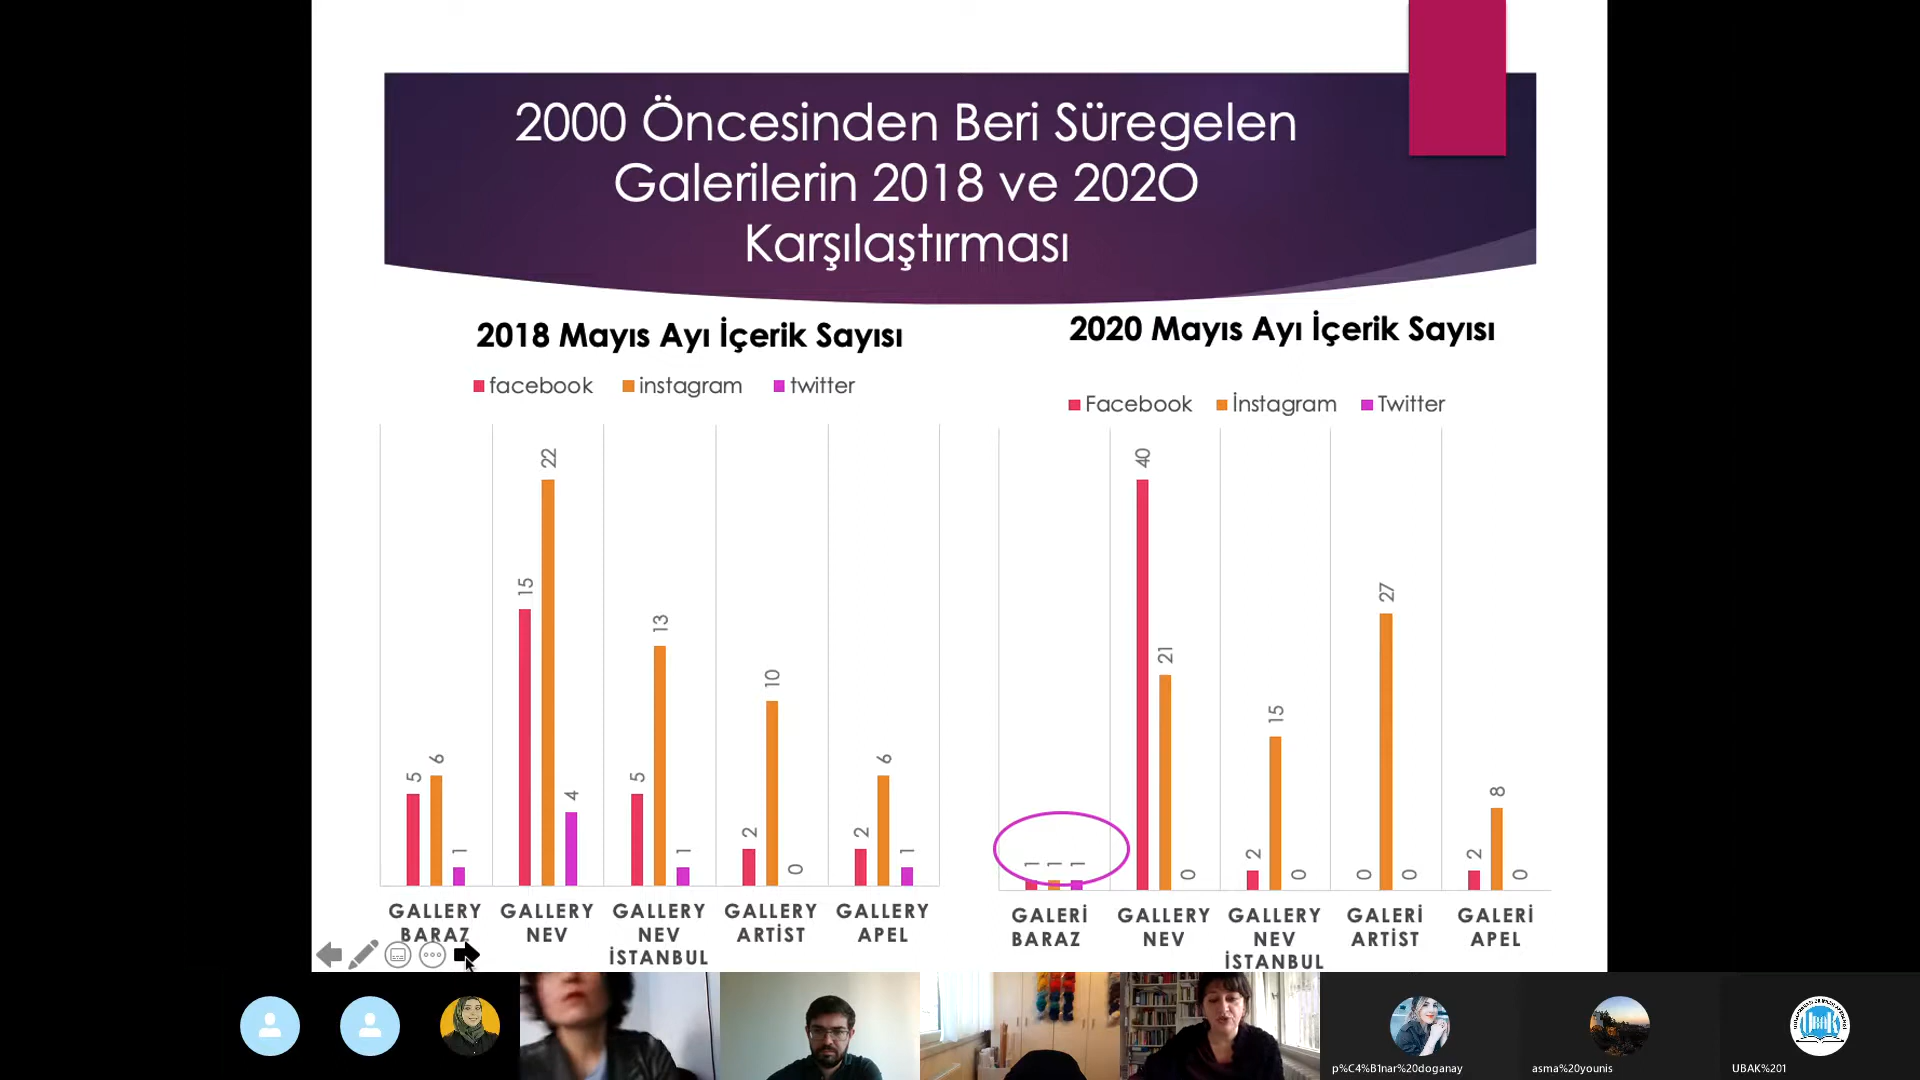 2000 Öncesinden Beri Süregelen
Galerilerin 2018 ve 202O
Karşılaştırması
2018 Mayıs Ayı İçerik Sayısı
facebook instagram twitter
22
15
13
10
6
5
4
5
2
6
2
1
1
0
1
GALLERY BARAZ
GALLERY NEV
GALLERY NEV İSTANBUL
GALLERY ARTİST
GALLERY APEL
2020 Mayıs Ayı İçerik Sayısı
Facebook İnstagram Twitter
40
27
21
15
8
1 1 1
0
2
0
0
0
2
0
GALERİ BARAZ
GALLERY NEV
GALLERY NEV İSTANBUL
GALERİ ARTİST
GALERİ APEL
p%C4%B1nar%20doganay
asma%20younis
UBAK%201
UBAK